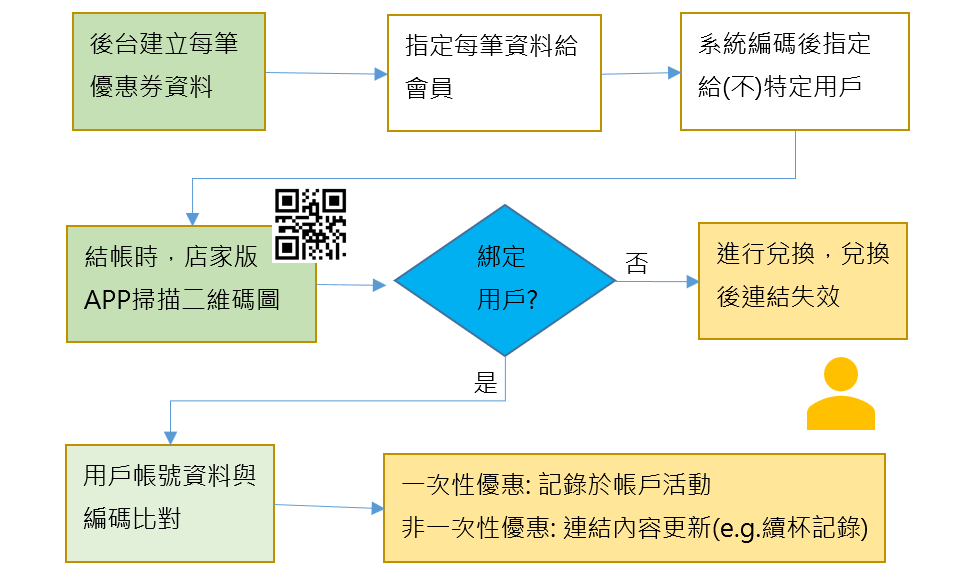 後台建立每筆
優惠券資料
指定每筆資料給
會員
系統編碼後指定
給(不)特定用戶
結帳時，店家版
APP掃描二維碼圖
綁定
用戶?
否
進行兌換，兌換
後連結失效
是
用戶帳號資料與
編碼比對
一次性優惠: 記錄於帳戶活動
非一次性優惠: 連結內容更新(e.g.續杯記錄)